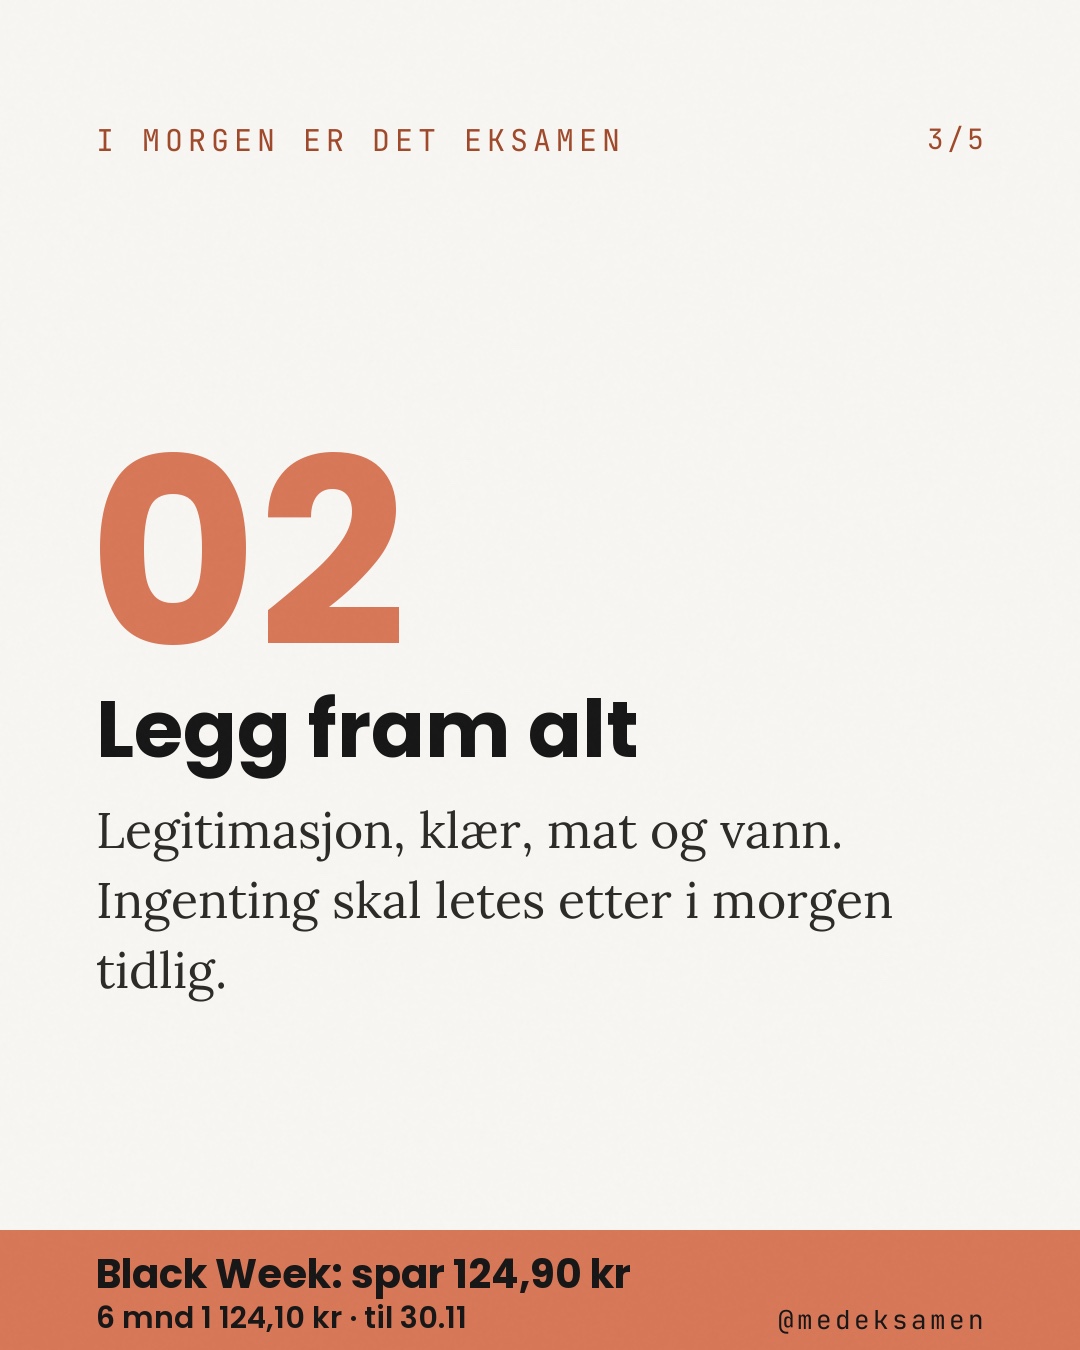 I MORGEN ER DET EKSAMEN
3/5
02
Legg fram alt
Legitimasjon, klær, mat og vann.
Ingenting skal letes etter i morgen
tidlig.
Black Week: spar 124,90 kr
6 mnd 1 124,10 kr · til 30.11
@medeksamen